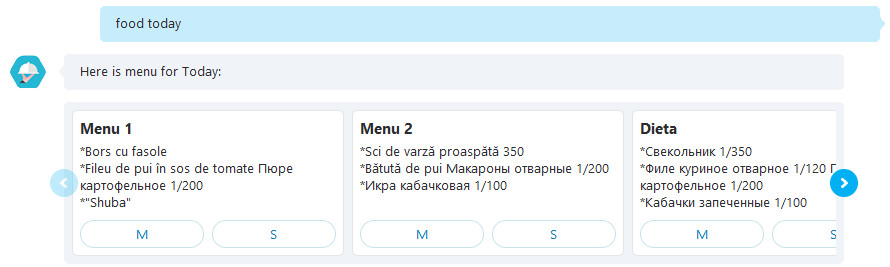 food today
Here is menu for Today:
Menu 1
*Bors cu fasole
*Fileu de pui în sos de tomate Пюре
картофельное 1/200
*"Shuba"
M
S
Menu 2
*Sci de varză proaspătă 350
*Bătută de pui Макароны отварные 1/200
*Икра кабачковая 1/100
M
S
Dieta
*Свекольник 1/350
*Филе куриное отварное 1/120
картофельное 1/200
*Кабачки запеченные 1/100
M
S